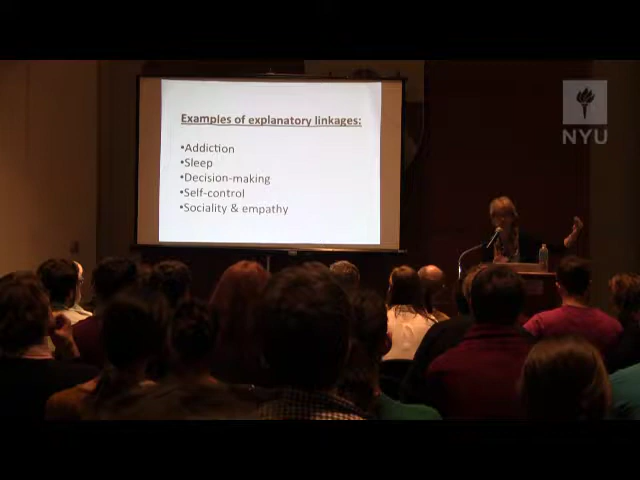 Examples of explanatory linkages:
•Addiction
•Sleep
•Decision-making
•Self-control
•Sociality & empathy
NYU